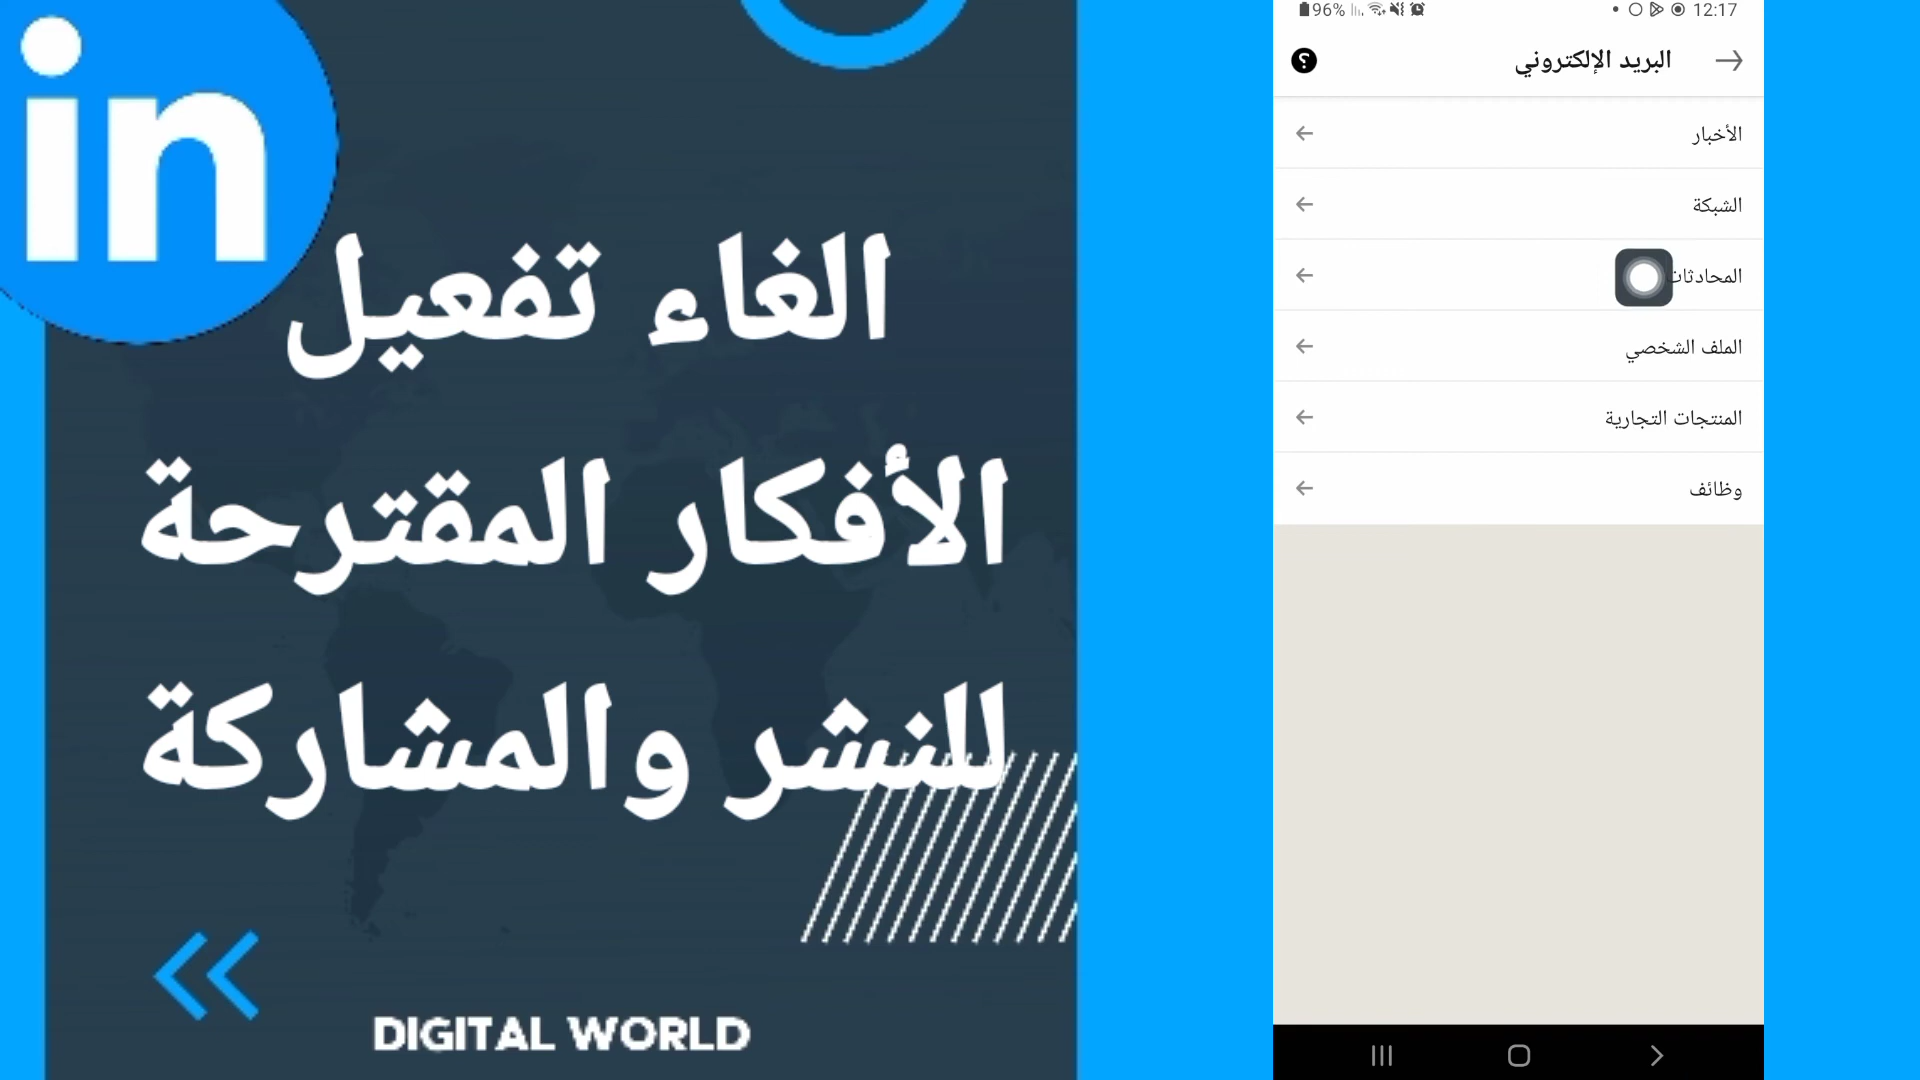 in
الغاء تفعيل
الأفكار المقترحة
للنشر والمشاركة
DIGITAL WORLD
96% 12:17
البريد الإلكتروني
الأخبار
الشبكة
المحادثات
الملف الشخصي
المنتجات التجارية
وظائف